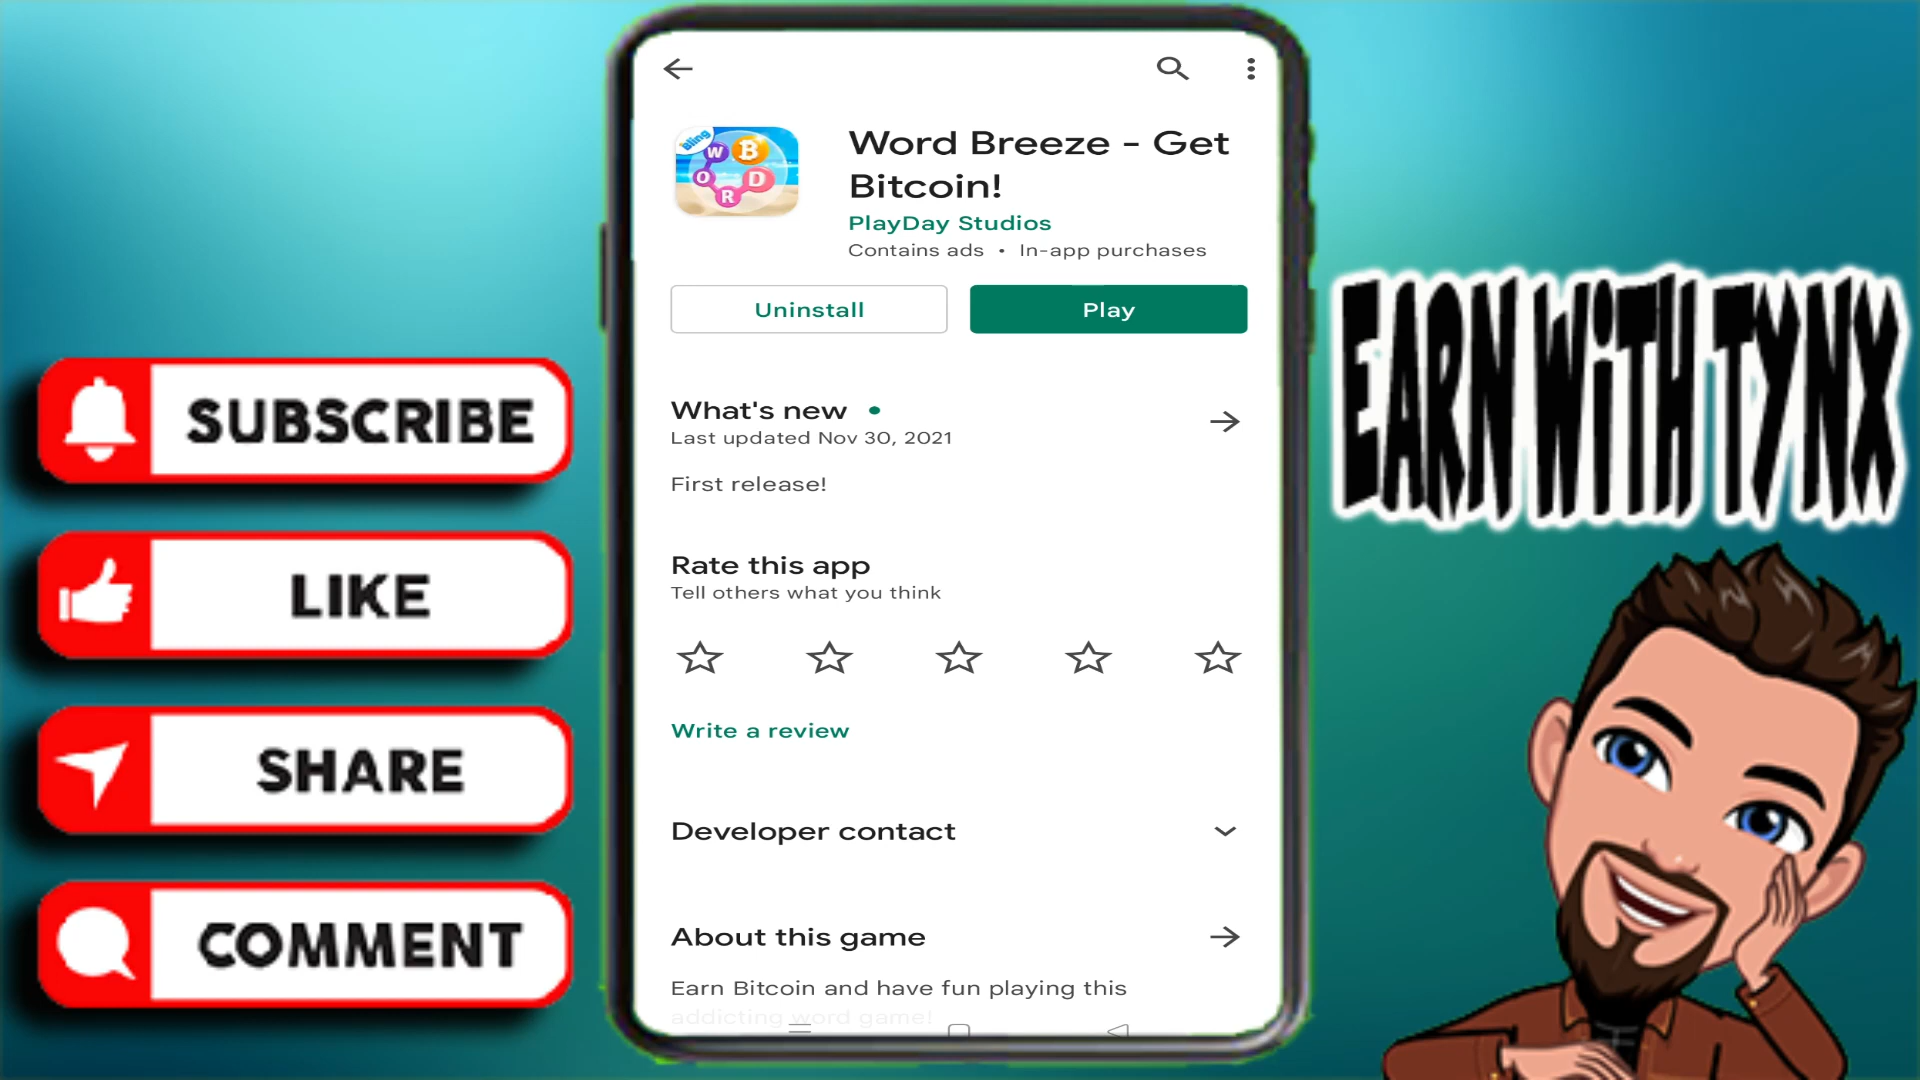 SUBSCRIBE
LIKE
SHARE
COMMENT
bling
W B
O D
R
Word Breeze - Get
Bitcoin!
PlayDay Studios
Contains ads • In-app purchases
Uninstall
Play
What's new •
Last updated Nov 30, 2021
First release!
Rate this app
Tell others what you think
Write a review
Developer contact
About this game
Earn Bitcoin and have fun playing this
addicting word game!
EARN WiTH TYNX